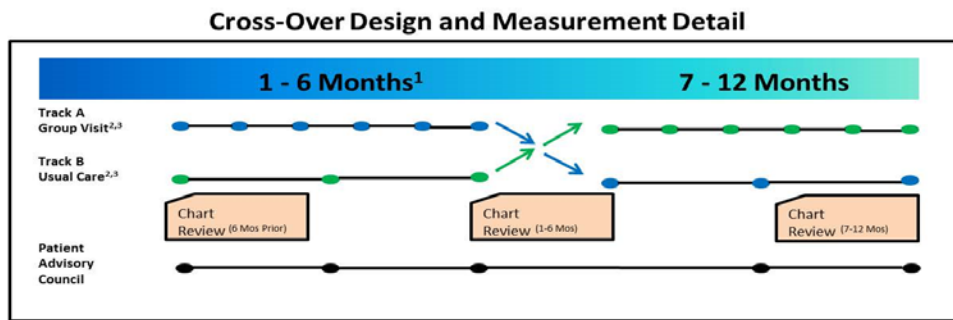 Cross-Over Design and Measurement Detail
1 - 6 Months¹
7 - 12 Months
Track A
Group Visit²,³
Track B
Usual Care²,³
Chart
Review (6 Mos Prior)
Chart
Review (1-6 Mos)
Chart
Review (7-12 Mos)
Patient
Advisory
Council